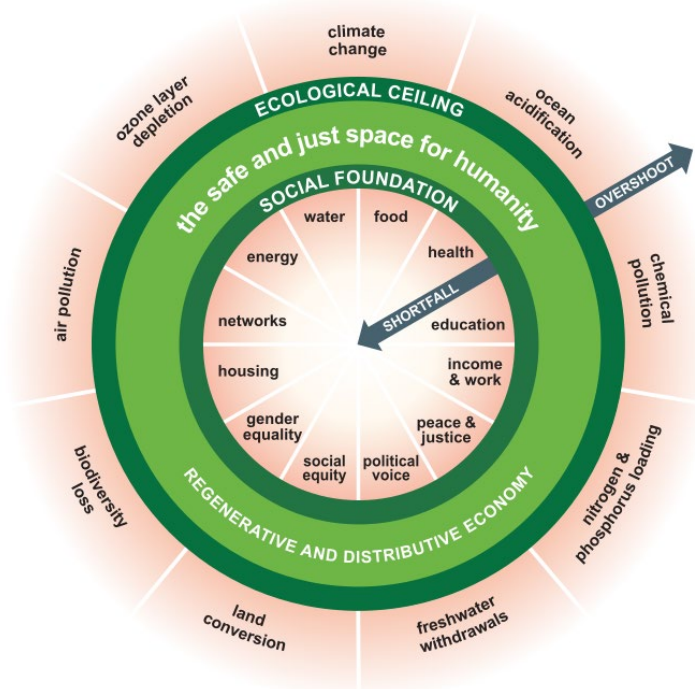 climate
change
ocean
acidification
chemical
pollution
nitrogen &
phosphorus loading
freshwater
withdrawals
land
conversion
biodiversity
loss
air pollution
ozone layer
depletion
ECOLOGICAL CEILING
the safe and just space for humanity
SOCIAL FOUNDATION
OVERSHOOT
SHORTFALL
water
food
health
education
income
& work
peace &
justice
political
voice
social
equity
gender
equality
housing
networks
energy
REGENERATIVE AND DISTRIBUTIVE ECONOMY